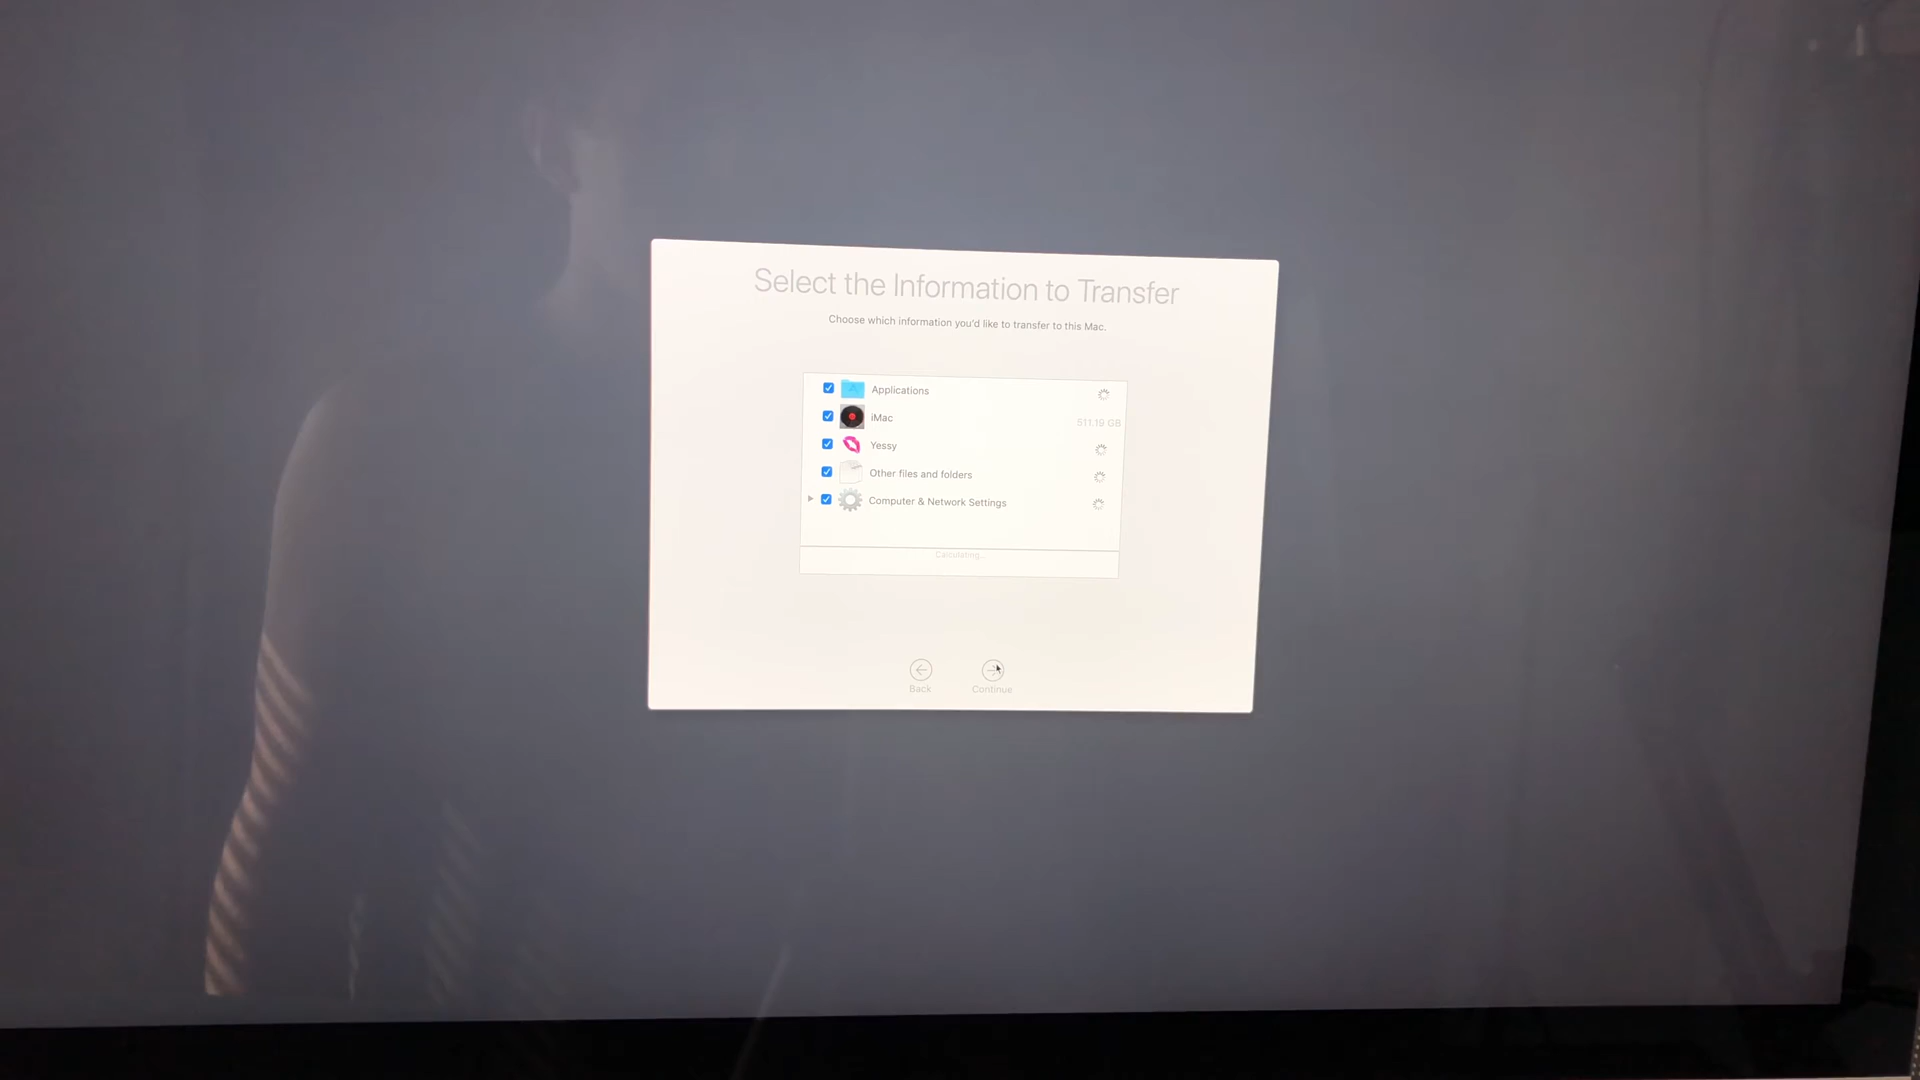 Select the Information to Transfer
Choose which information you'd like to transfer to this Mac.
Applications
iMac 511.19 GB
Yessy
Other files and folders
Computer & Network Settings
Calculating...
Back Continue